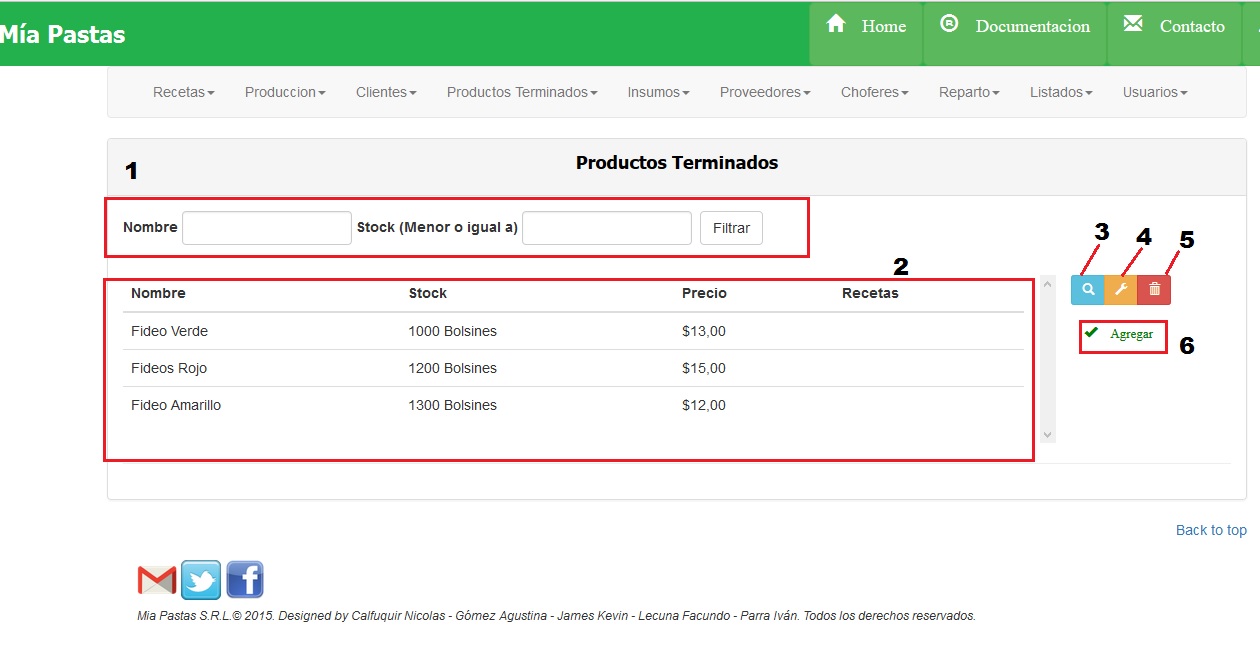 Mía Pastas
Home
Documentacion
Contacto
Recetas Produccion Clientes Productos Terminados Insumos Proveedores Choferes Reparto Listados Usuarios
1
Productos Terminados
Nombre Stock (Menor o igual a) Filtrar
3 4 5
2
Nombre Stock Precio Recetas
Fideo Verde 1000 Bolsines $13,00
Agregar
6
Fideos Rojo 1200 Bolsines $15,00
Fideo Amarillo 1300 Bolsines $12,00
Back to top
Mia Pastas S.R.L.© 2015. Designed by Calfuquir Nicolas - Gómez Agustina - James Kevin - Lecuna Facundo - Parra Iván. Todos los derechos reservados.